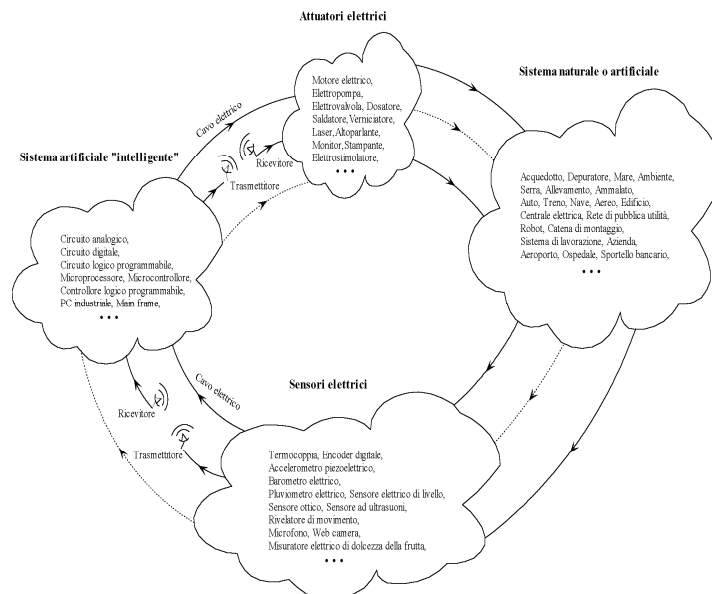 Attuatori elettrici
Motore elettrico,
Elettropompa,
Elettrovalvola, Dosatore,
Saldatore, Verniciatore,
Laser, Altoparlante,
Monitor, Stampante,
Elettrostimolatore,
• • •
Sistema naturale o artificiale
Acquedotto, Depuratore, Mare, Ambiente,
Serra, Allevamento, Ammalato,
Auto, Treno, Nave, Aereo, Edificio,
Centrale elettrica, Rete di pubblica utilità,
Robot, Catena di montaggio,
Sistema di lavorazione, Azienda,
Aeroporto, Ospedale, Sportello bancario,
• • •
Cavo elettrico
Ricevitore
Trasmettitore
Sistema artificiale "intelligente"
Circuito analogico,
Circuito digitale,
Circuito logico programmabile,
Microprocessore, Microcontrollore,
Controllore logico programmabile,
PC industriale, Main frame,
• • •
Cavo elettrico
Ricevitore
Trasmettitore
Sensori elettrici
Termocoppia, Encoder digitale,
Accelerometro piezoelettrico,
Barometro elettrico,
Pluviometro elettrico, Sensore elettrico di livello,
Sensore ottico, Sensore ad ultrasuoni,
Rivelatore di movimento,
Microfono, Web camera,
Misuratore elettrico di dolcezza della frutta,
• • •